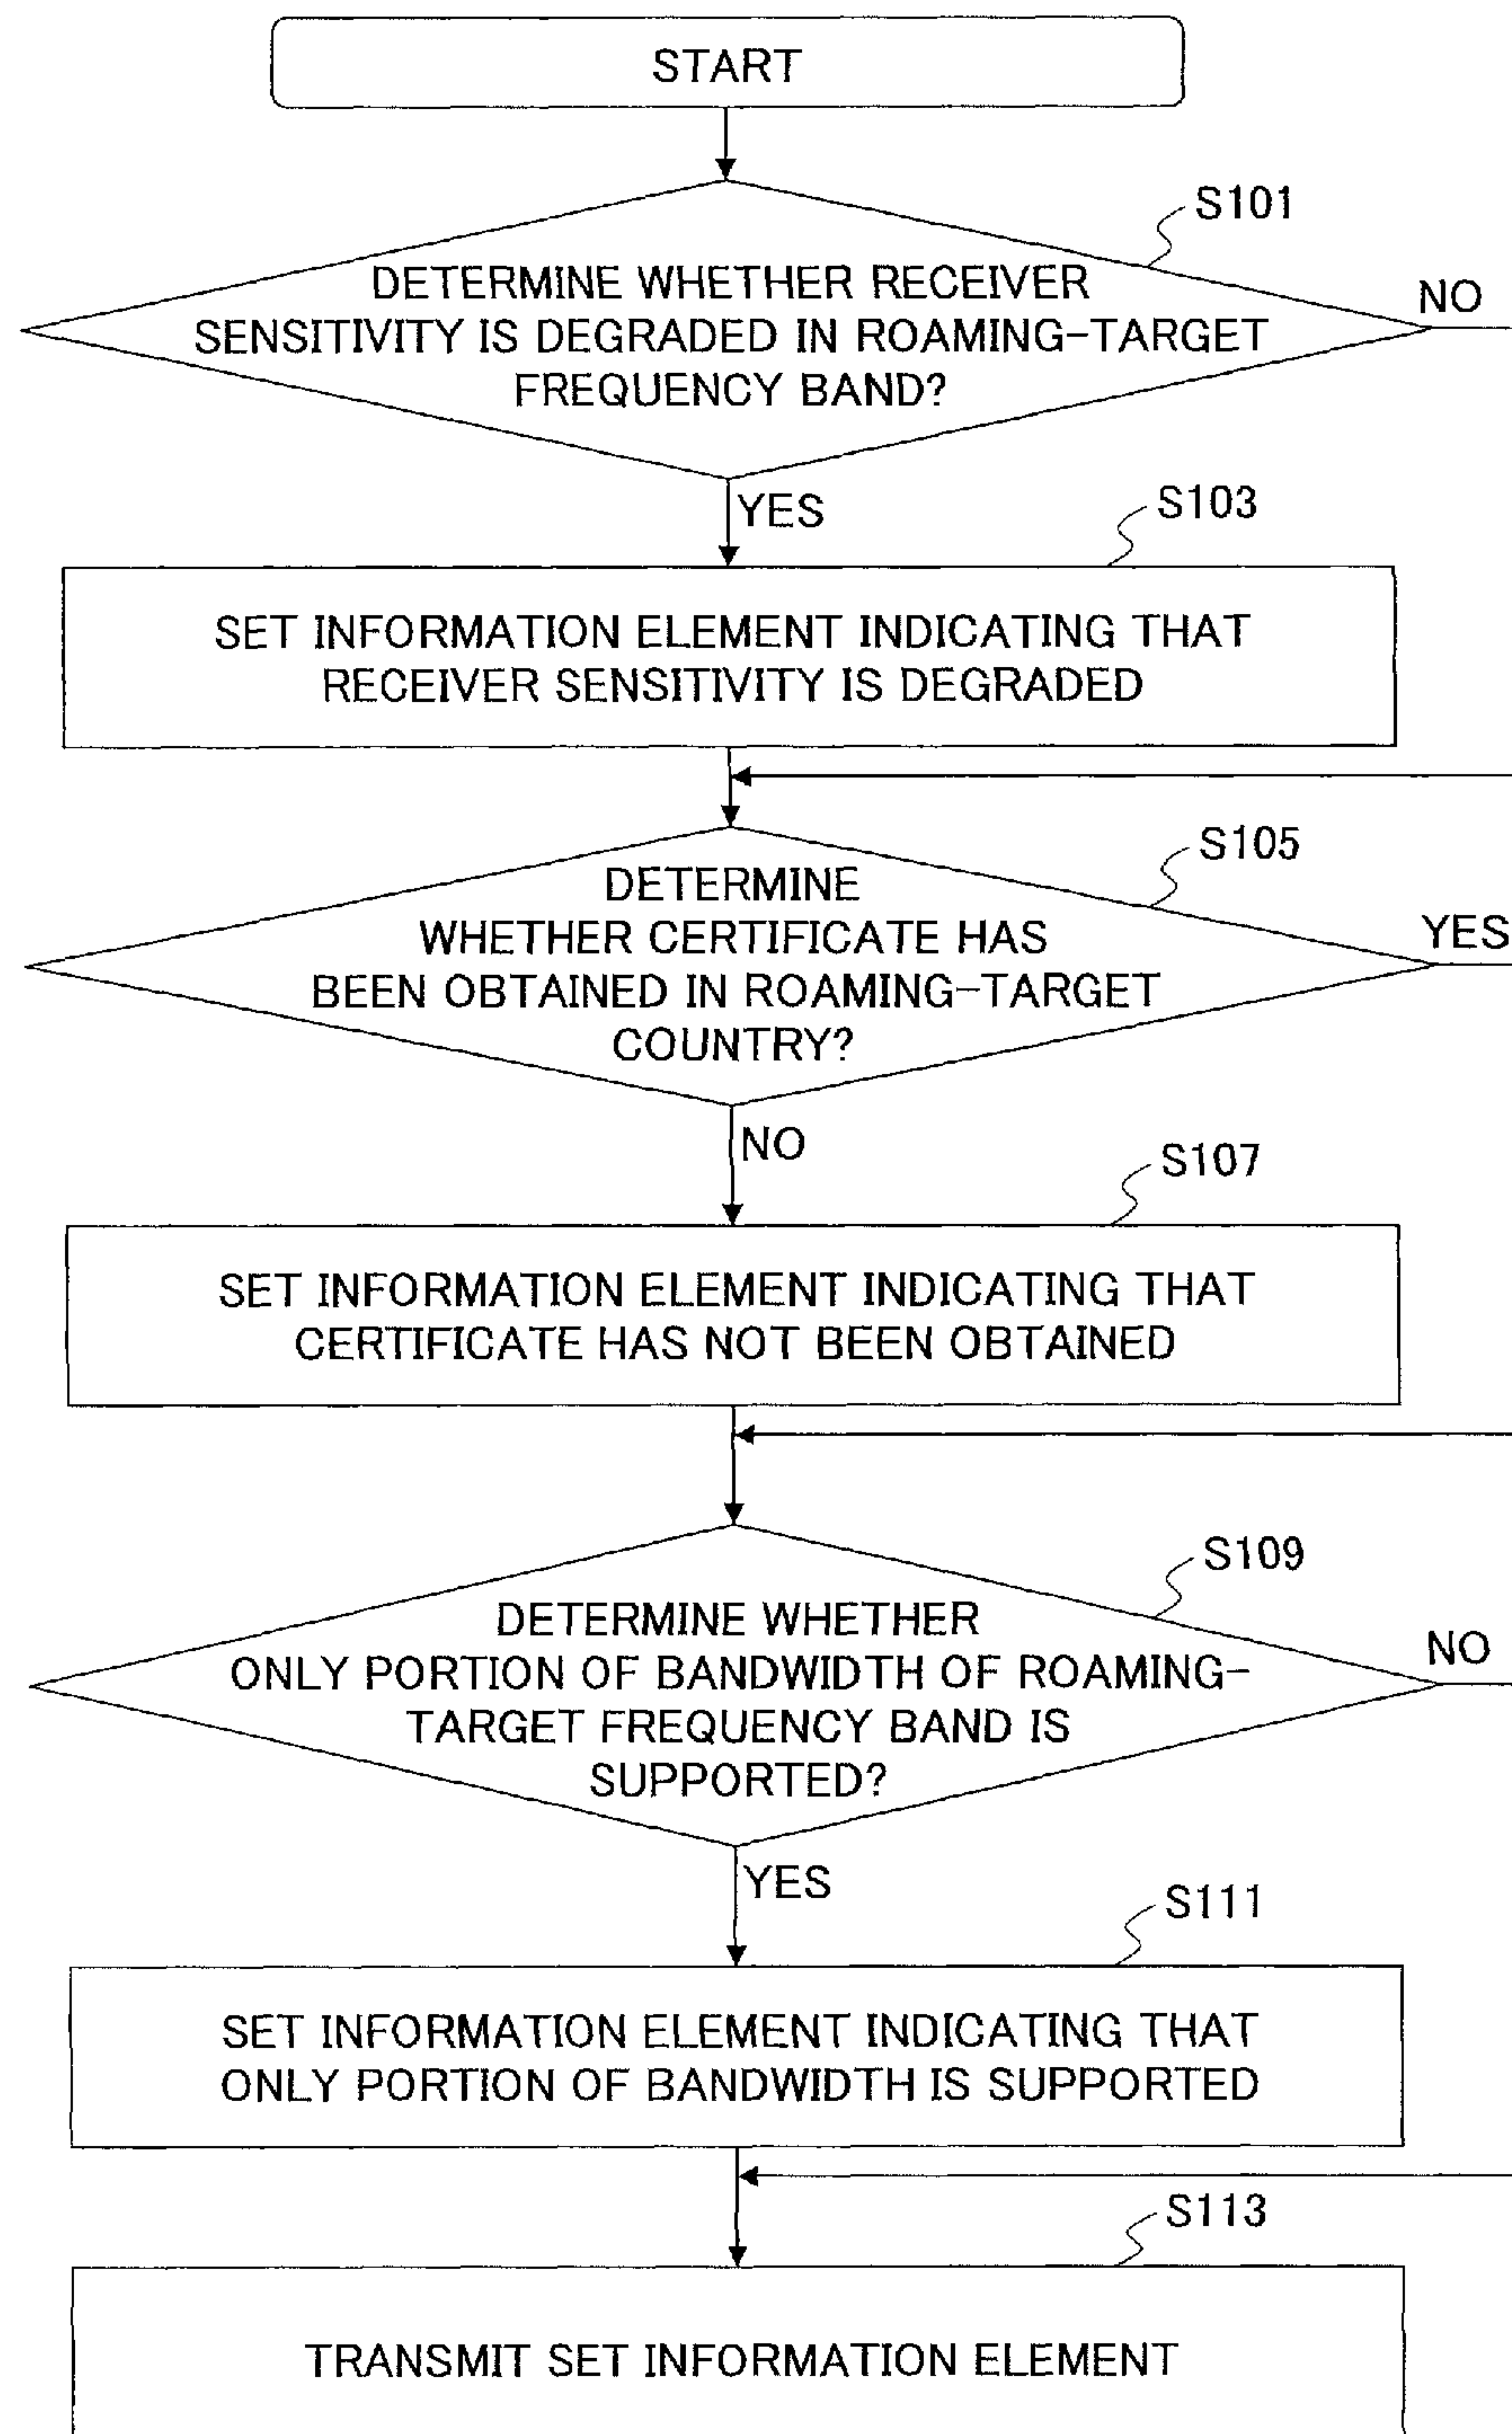 START
S101
DETERMINE WHETHER RECEIVER
SENSITIVITY IS DEGRADED IN ROAMING-TARGET
FREQUENCY BAND?
NO
YES
S103
SET INFORMATION ELEMENT INDICATING THAT
RECEIVER SENSITIVITY IS DEGRADED
S105
DETERMINE
WHETHER CERTIFICATE HAS
BEEN OBTAINED IN ROAMING-TARGET
COUNTRY?
YES
NO
S107
SET INFORMATION ELEMENT INDICATING THAT
CERTIFICATE HAS NOT BEEN OBTAINED
S109
DETERMINE WHETHER
ONLY PORTION OF BANDWIDTH OF ROAMING-
TARGET FREQUENCY BAND IS
SUPPORTED?
NO
YES
S111
SET INFORMATION ELEMENT INDICATING THAT
ONLY PORTION OF BANDWIDTH IS SUPPORTED
S113
TRANSMIT SET INFORMATION ELEMENT